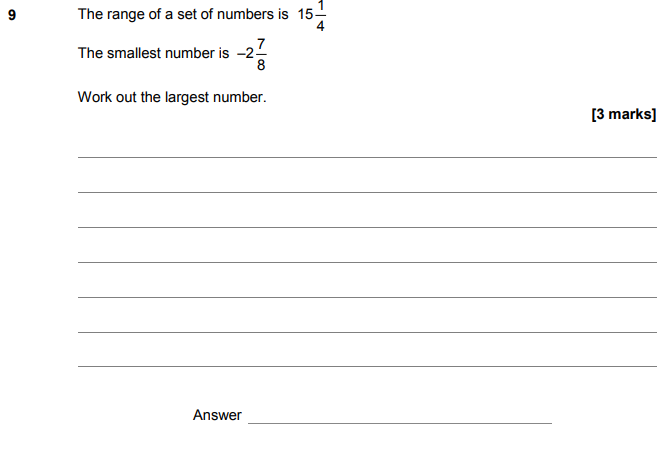 9 The range of a set of numbers is 15 1/4
The smallest number is –2 7/8
Work out the largest number.
[3 marks]
Answer